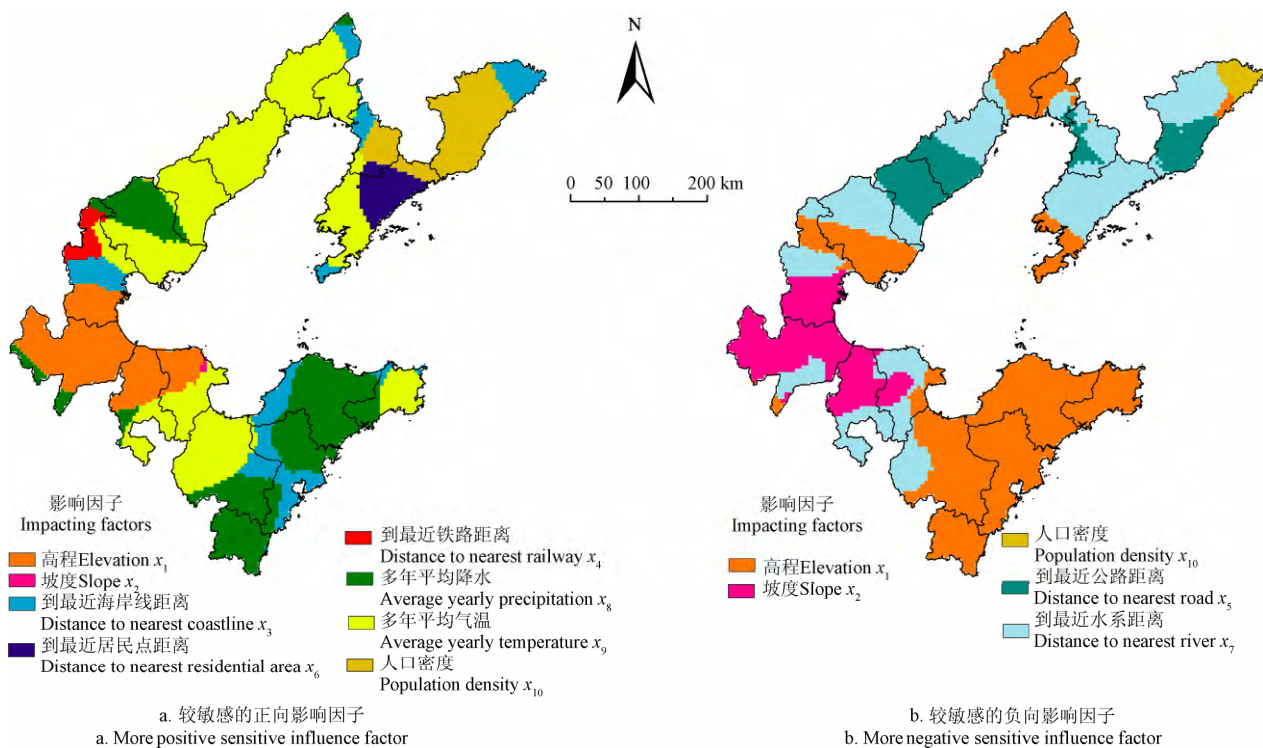 N
0 50 100 200 km
影响因子
Impacting factors
高程Elevation x₁
坡度Slope x₂
到最近海岸线距离
Distance to nearest coastline x₃
到最近居民点距离
Distance to nearest residential area x₆
到最近铁路距离
Distance to nearest railway x₄
多年平均降水
Average yearly precipitation x₈
多年平均气温
Average yearly temperature x₉
人口密度
Population density x₁₀
a. 较敏感的正向影响因子
a. More positive sensitive influence factor
影响因子
Impacting factors
高程Elevation x₁
坡度Slope x₂
人口密度
Population density x₁₀
到最近公路距离
Distance to nearest road x₅
到最近水系距离
Distance to nearest river x₇
b. 较敏感的负向影响因子
b. More negative sensitive influence factor